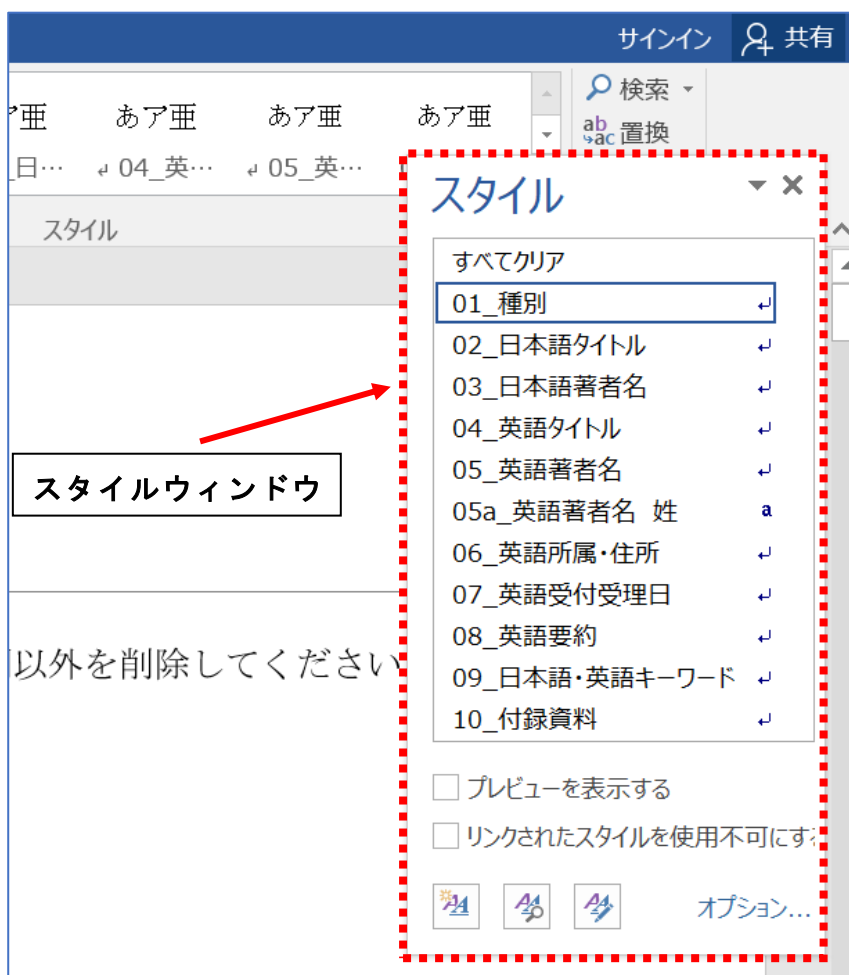 サインイン 共有
ア亜 あア亜 あア亜 あア亜 検索
_日… 04_英… 05_英… 置換
スタイル
スタイル
すべてクリア
01_種別
02_日本語タイトル
03_日本語著者名
04_英語タイトル
05_英語著者名
05a_英語著者名 姓 a
06_英語所属・住所
07_英語受付受理日
08_英語要約
09_日本語・英語キーワード
10_付録資料
プレビューを表示する
リンクされたスタイルを使用不可にす
オプション...
スタイルウィンドウ
以外を削除してください